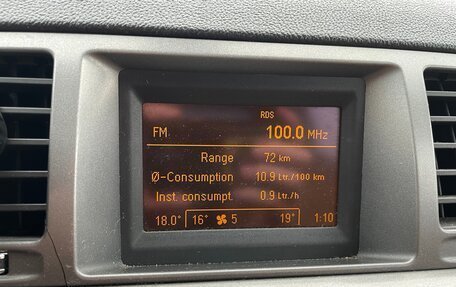 RDS
FM 100.0 MHz
Range 72 km
Ø-Consumption 10.9 Ltr./100 km
Inst. consumpt. 0.9 Ltr./h
18.0° 16° 5 19° 1:10